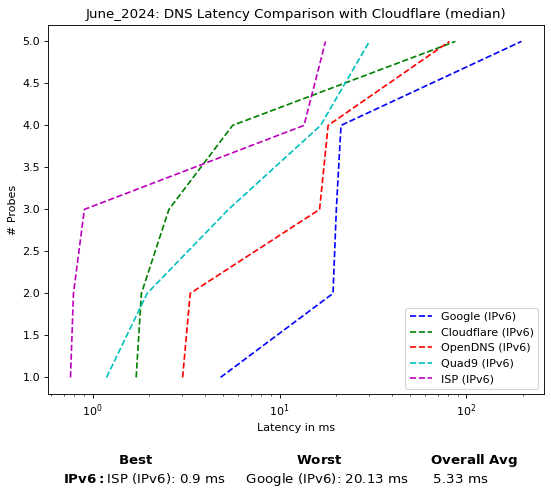 June_2024: DNS Latency Comparison with Cloudflare (median)
5.0
4.5
4.0
3.5
3.0
2.5
2.0
1.5
1.0
# Probes
Google (IPv6)
Cloudflare (IPv6)
OpenDNS (IPv6)
Quad9 (IPv6)
ISP (IPv6)
10⁰ 10¹ 10²
Latency in ms
Best Worst Overall Avg
IPv6: ISP (IPv6): 0.9 ms Google (IPv6): 20.13 ms 5.33 ms